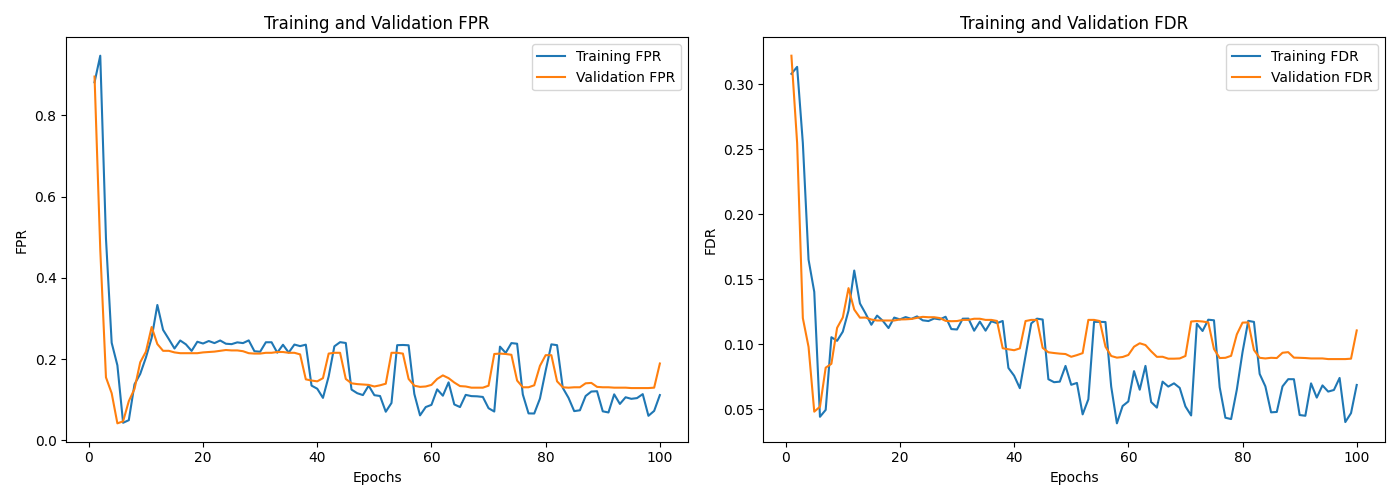 Training and Validation FPR
Training FPR
Validation FPR
FPR
0.8
0.6
0.4
0.2
0.0
0 20 40 60 80 100
Epochs
Training and Validation FDR
Training FDR
Validation FDR
FDR
0.30
0.25
0.20
0.15
0.10
0.05
0 20 40 60 80 100
Epochs